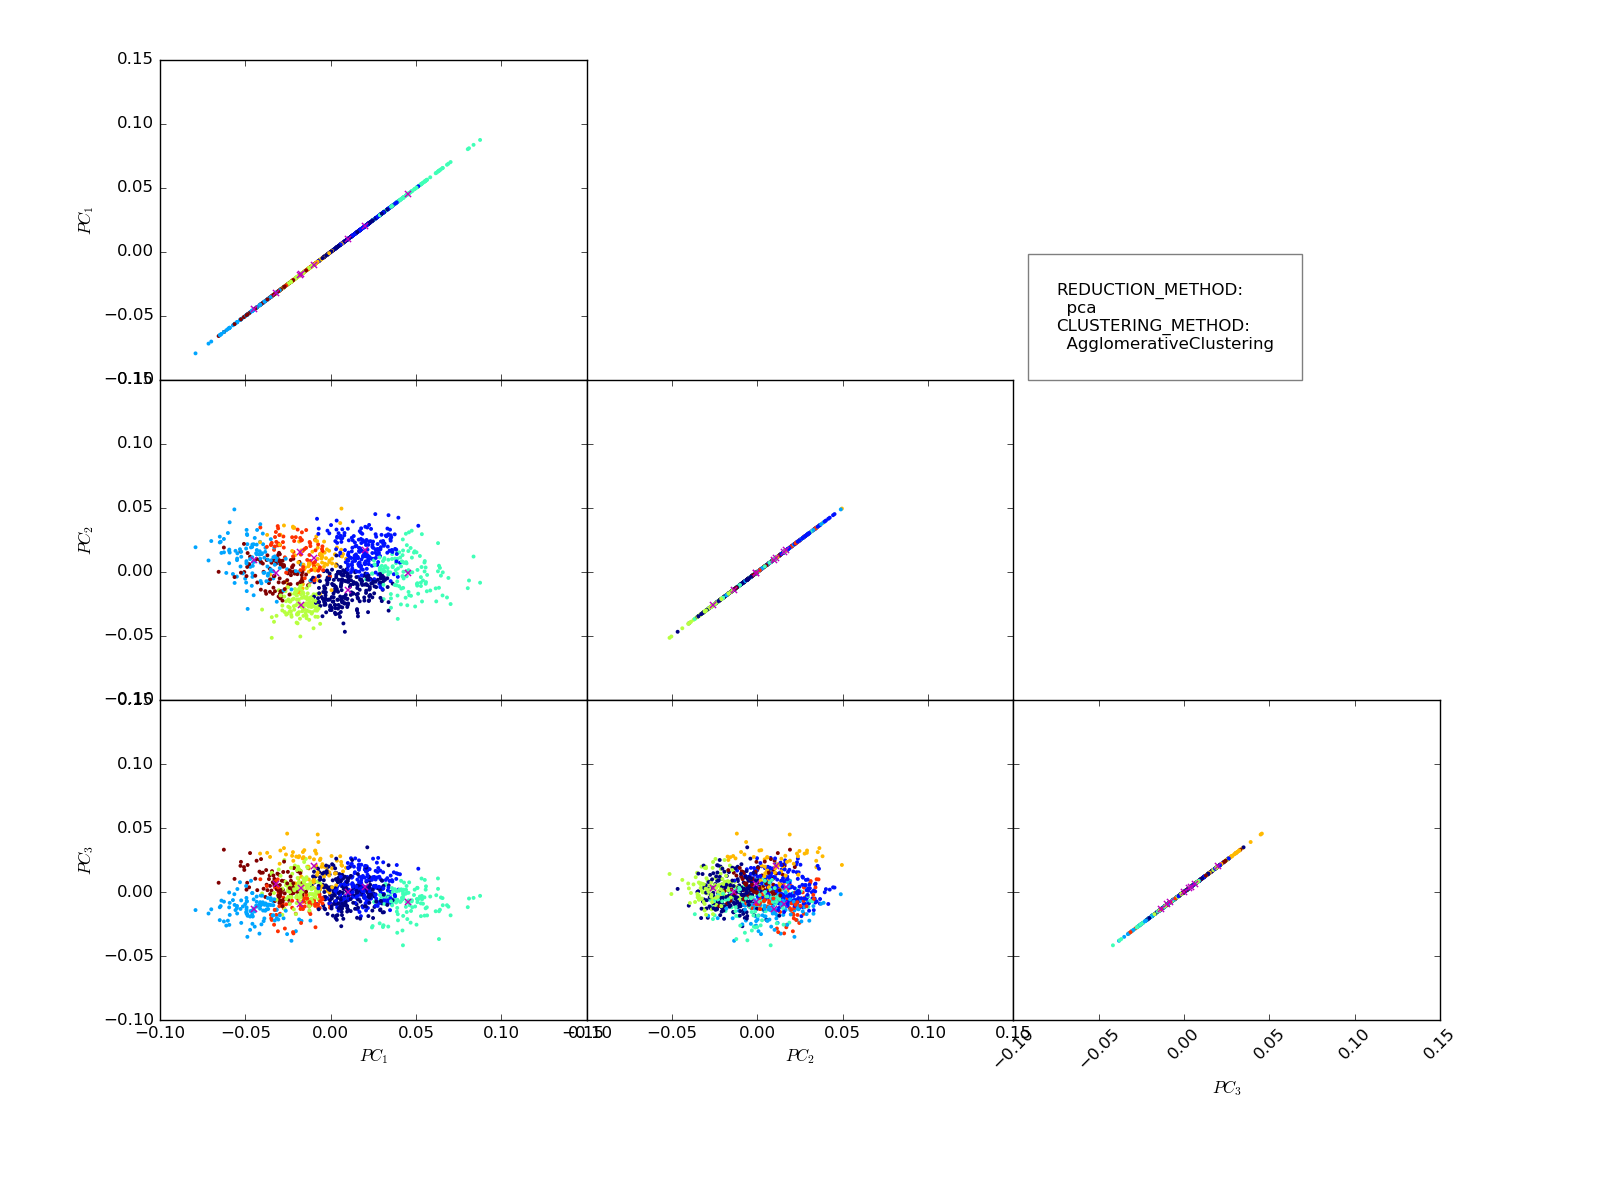 0.15
0.10
0.05
0.00
−0.05
PC1
REDUCTION_METHOD:
pca
CLUSTERING_METHOD:
AgglomerativeClustering
0.10
0.05
0.00
−0.05
PC2
0.10
0.05
0.00
−0.05
−0.10
PC3
−0.10 −0.05 0.00 0.05 0.10
−0.05 0.00 0.05 0.10 0.15
−0.10 −0.05 0.00 0.05 0.10 0.15
PC1
PC2
PC3